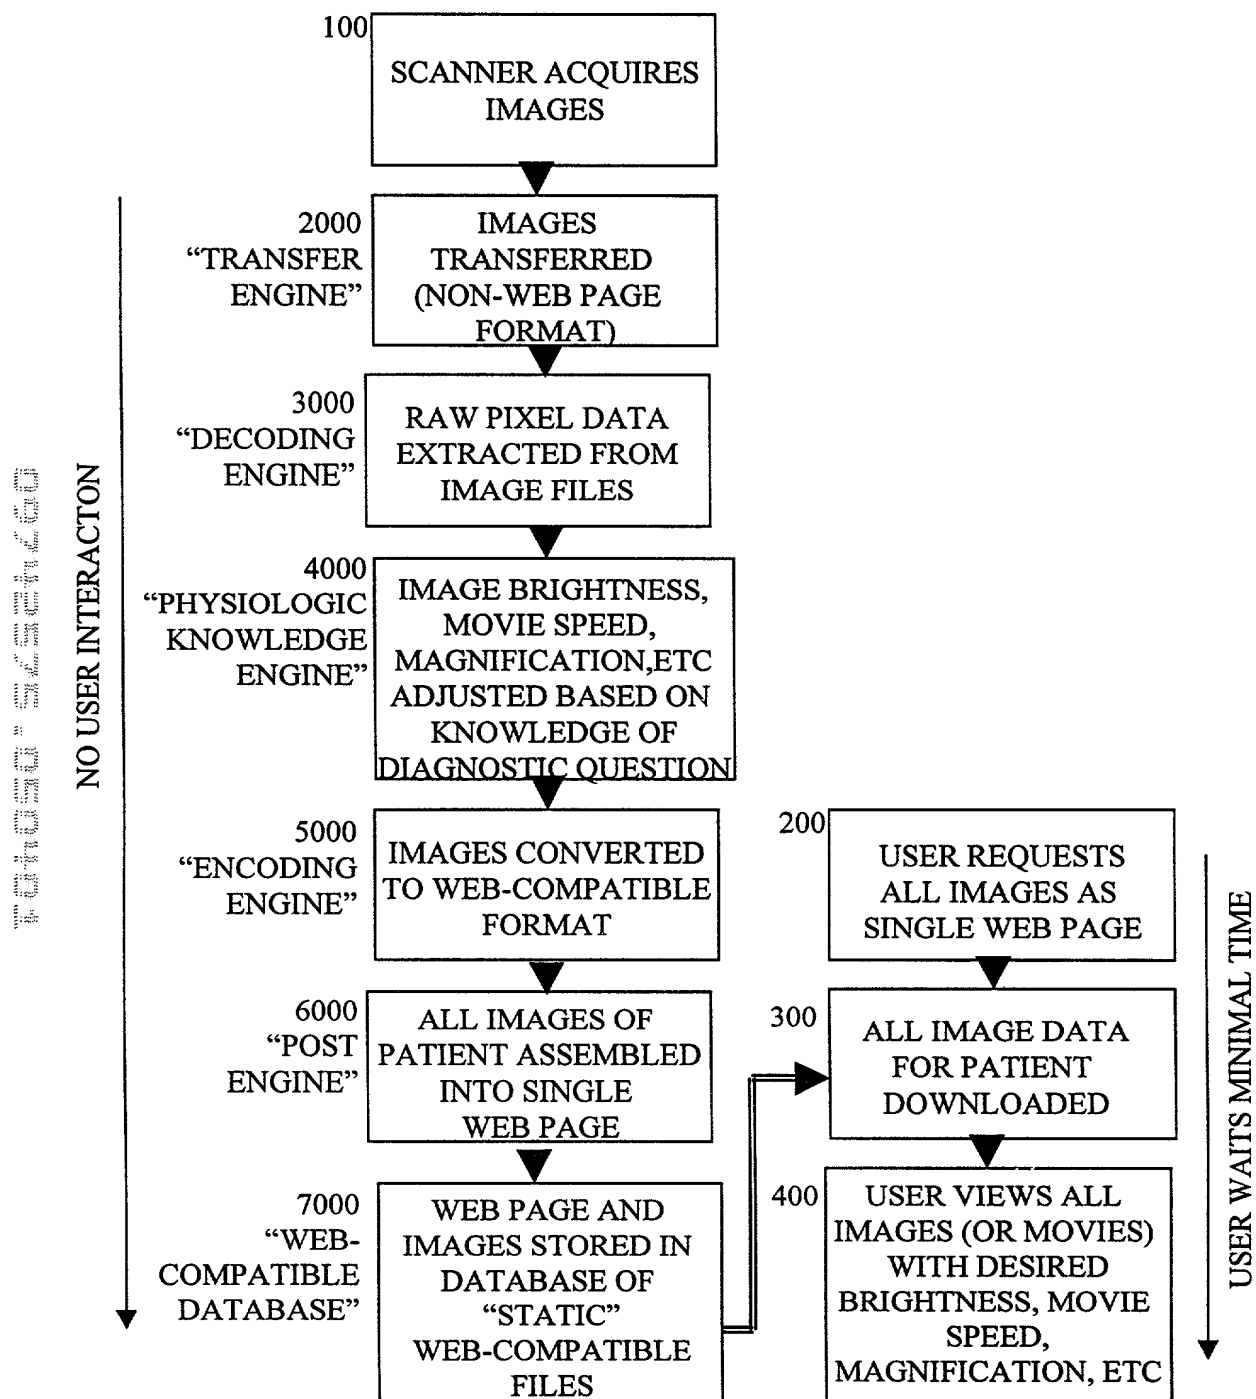 100
SCANNER ACQUIRES
IMAGES
2000
“TRANSFER
ENGINE”
IMAGES
TRANSFERRED
(NON-WEB PAGE
FORMAT)
3000
“DECODING
ENGINE”
RAW PIXEL DATA
EXTRACTED FROM
IMAGE FILES
4000
“PHYSIOLOGIC
KNOWLEDGE
ENGINE”
IMAGE BRIGHTNESS,
MOVIE SPEED,
MAGNIFICATION,ETC
ADJUSTED BASED ON
KNOWLEDGE OF
DIAGNOSTIC QUESTION
5000
“ENCODING
ENGINE”
IMAGES CONVERTED
TO WEB-COMPATIBLE
FORMAT
6000
“POST
ENGINE”
ALL IMAGES OF
PATIENT ASSEMBLED
INTO SINGLE
WEB PAGE
7000
“WEB-
COMPATIBLE
DATABASE”
WEB PAGE AND
IMAGES STORED IN
DATABASE OF
“STATIC”
WEB-COMPATIBLE
FILES
NO USER INTERACTON
200
USER REQUESTS
ALL IMAGES AS
SINGLE WEB PAGE
300
ALL IMAGE DATA
FOR PATIENT
DOWNLOADED
400
USER VIEWS ALL
IMAGES (OR MOVIES)
WITH DESIRED
BRIGHTNESS, MOVIE
SPEED,
MAGNIFICATION, ETC
USER WAITS MINIMAL TIME